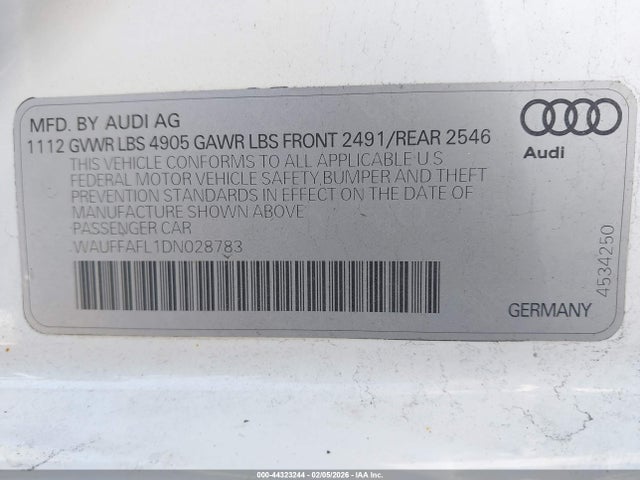 MFD. BY AUDI AG
1112 GVWR LBS 4905 GAWR LBS FRONT 2491/REAR 2546
THIS VEHICLE CONFORMS TO ALL APPLICABLE U S
FEDERAL MOTOR VEHICLE SAFETY, BUMPER AND THEFT
PREVENTION STANDARDS IN EFFECT ON THE DATE OF
MANUFACTURE SHOWN ABOVE
PASSENGER CAR
WAUFFAFL1DN028783
Audi
4534250
GERMANY
000-44323244 - 02/05/2026 - IAA Inc.